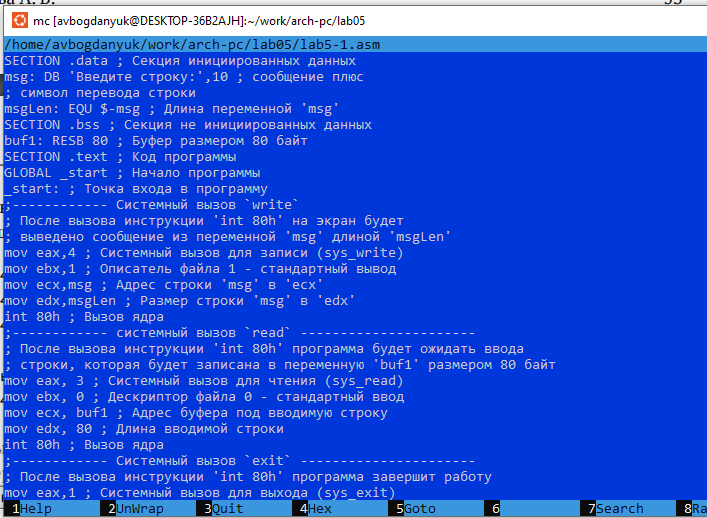 ва А. В.
mc [avbogdanyuk@DESKTOP-36B2AJH]:~/work/arch-pc/lab05
/home/avbogdanyuk/work/arch-pc/lab05/lab5-1.asm
SECTION .data ; Секция инициированных данных
msg: DB 'Введите строку:',10 ; сообщение плюс
; символ перевода строки
msgLen: EQU $-msg ; Длина переменной 'msg'
SECTION .bss ; Секция не инициированных данных
buf1: RESB 80 ; Буфер размером 80 байт
SECTION .text ; Код программы
GLOBAL _start ; Начало программы
_start: ; Точка входа в программу
;------------ Системный вызов `write`
; После вызова инструкции 'int 80h' на экран будет
; выведено сообщение из переменной 'msg' длиной 'msgLen'
mov eax,4 ; Системный вызов для записи (sys_write)
mov ebx,1 ; Описатель файла 1 - стандартный вывод
mov ecx,msg ; Адрес строки 'msg' в 'ecx'
mov edx,msgLen ; Размер строки 'msg' в 'edx'
int 80h ; Вызов ядра
;------------ системный вызов `read` ----------------------
; После вызова инструкции 'int 80h' программа будет ожидать ввода
; строки, которая будет записана в переменную 'buf1' размером 80 байт
mov eax, 3 ; Системный вызов для чтения (sys_read)
mov ebx, 0 ; Дескриптор файла 0 - стандартный ввод
mov ecx, buf1 ; Адрес буфера под вводимую строку
mov edx, 80 ; Длина вводимой строки
int 80h ; Вызов ядра
;------------ Системный вызов `exit` ----------------------
; После вызова инструкции 'int 80h' программа завершит работу
mov eax,1 ; Системный вызов для выхода (sys_exit)
1Help 2UnWrap 3Quit 4Hex 5Goto 6 7Search 8Ra